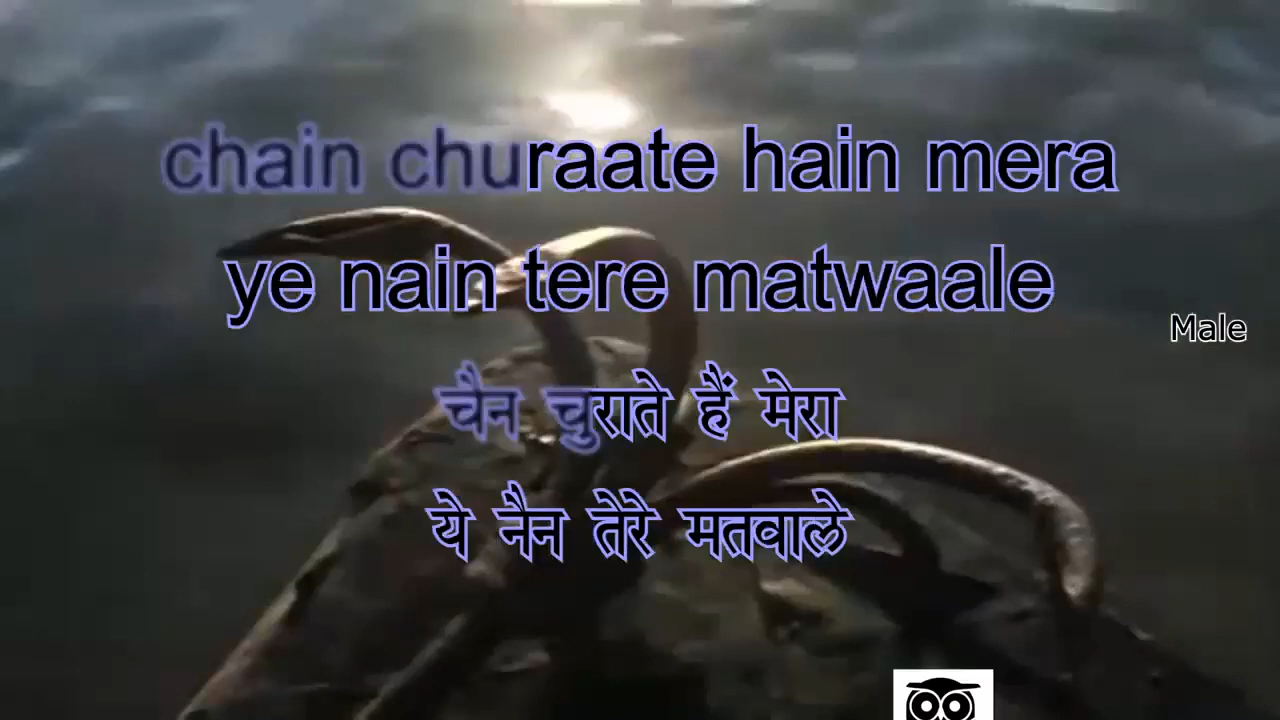 chain churaate hain mera
ye nain tere matwaale
Male
चैन चुराते हैं मेरा
ये नैन तेरे मतवाले